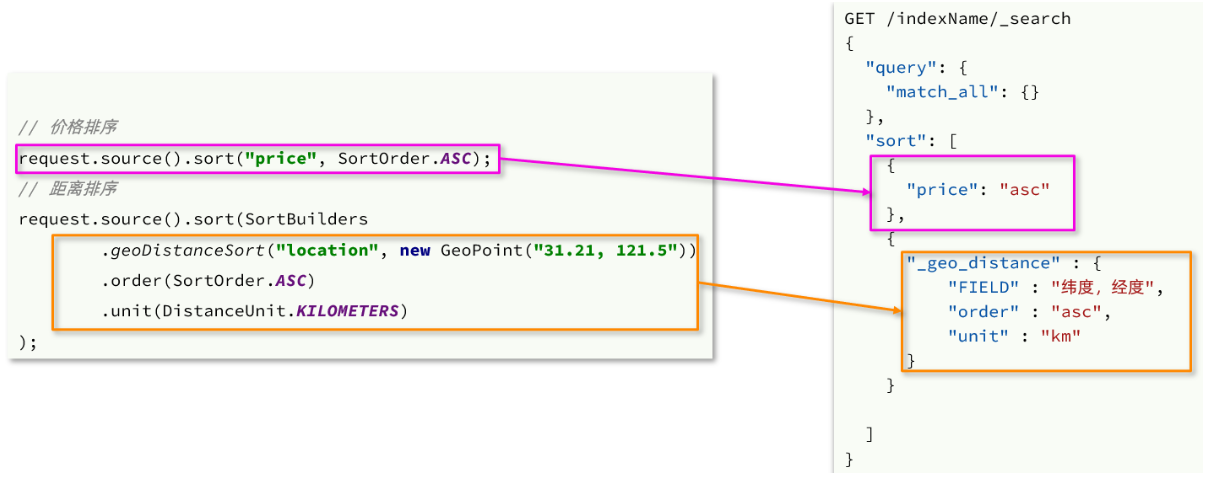 // 价格排序
request.source().sort("price", SortOrder.ASC);
// 距离排序
request.source().sort(SortBuilders
.geoDistanceSort("location", new GeoPoint("31.21, 121.5"))
.order(SortOrder.ASC)
.unit(DistanceUnit.KILOMETERS)
);
GET /indexName/_search
{
"query": {
"match_all": {}
},
"sort": [
{
"price": "asc"
},
{
"_geo_distance" : {
"FIELD" : "纬度，经度",
"order" : "asc",
"unit" : "km"
}
}
]
}